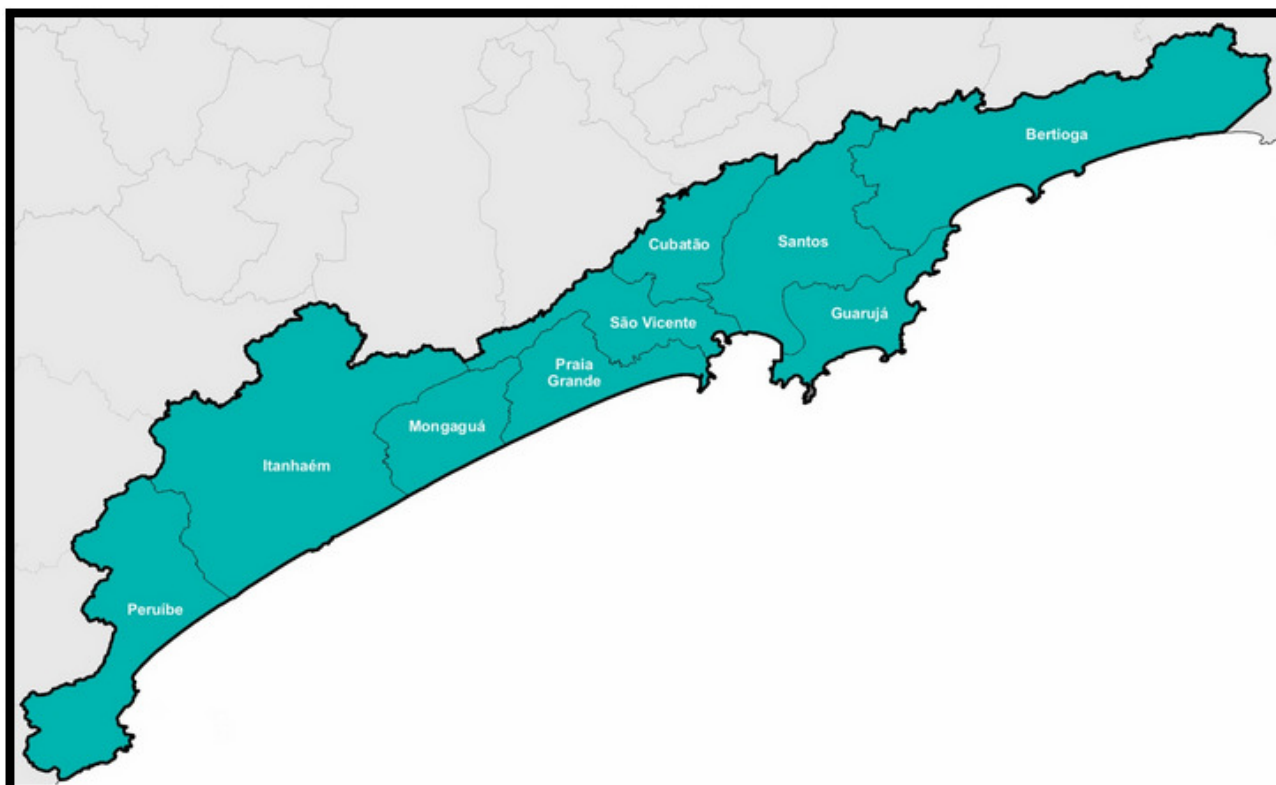 Bertioga
Cubatão
Santos
Guarujá
São Vicente
Praia
Grande
Mongaguá
Itanhaém
Peruíbe